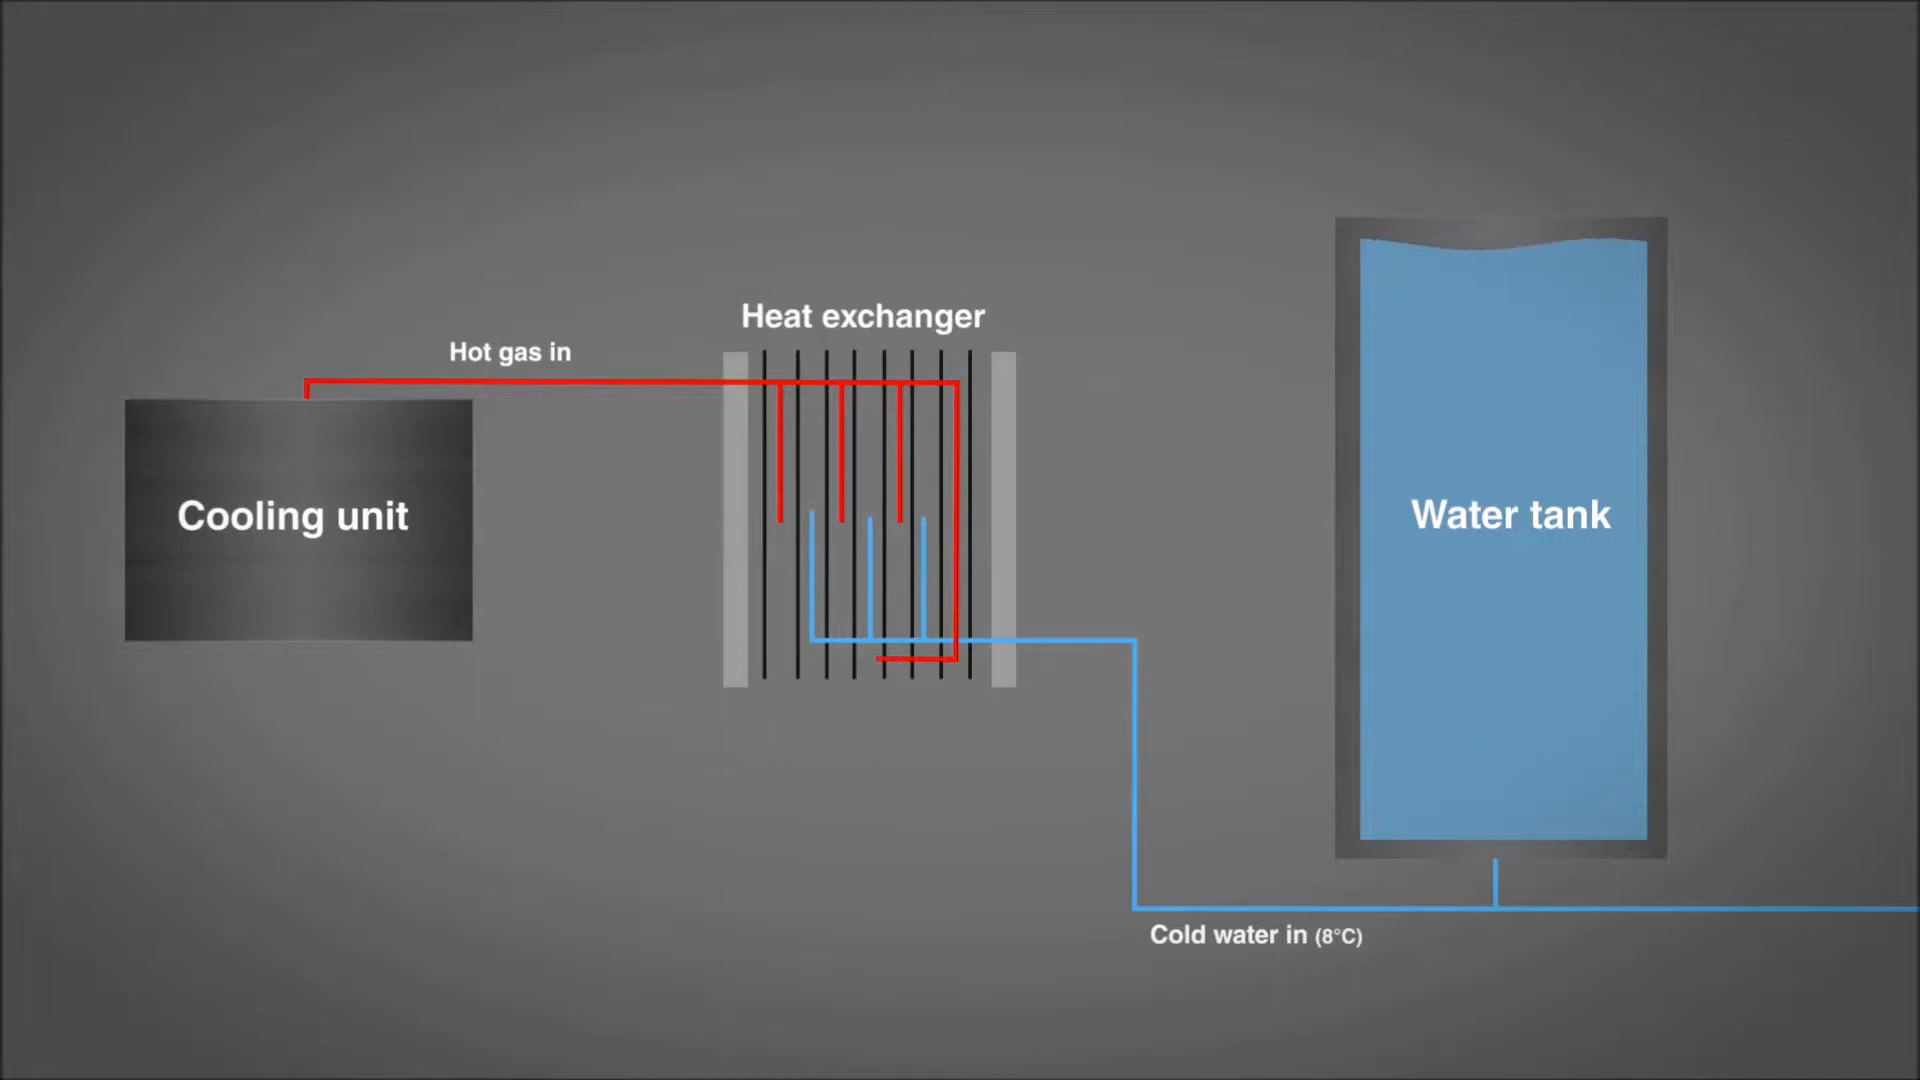 Heat exchanger
Hot gas in
Cooling unit
Water tank
Cold water in (8°C)